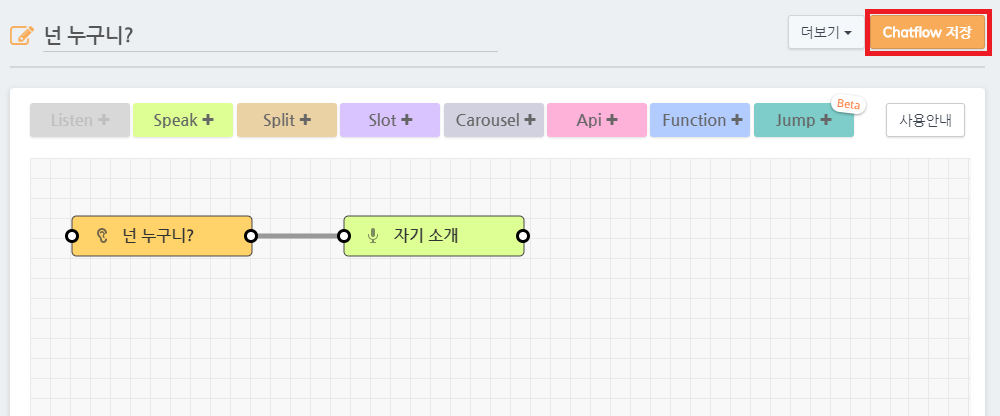 넌 누구니?
더보기
Chatflow 저장
Listen +
Speak +
Split +
Slot +
Carousel +
Api +
Function +
Jump +
Beta
사용안내
넌 누구니?
자기 소개